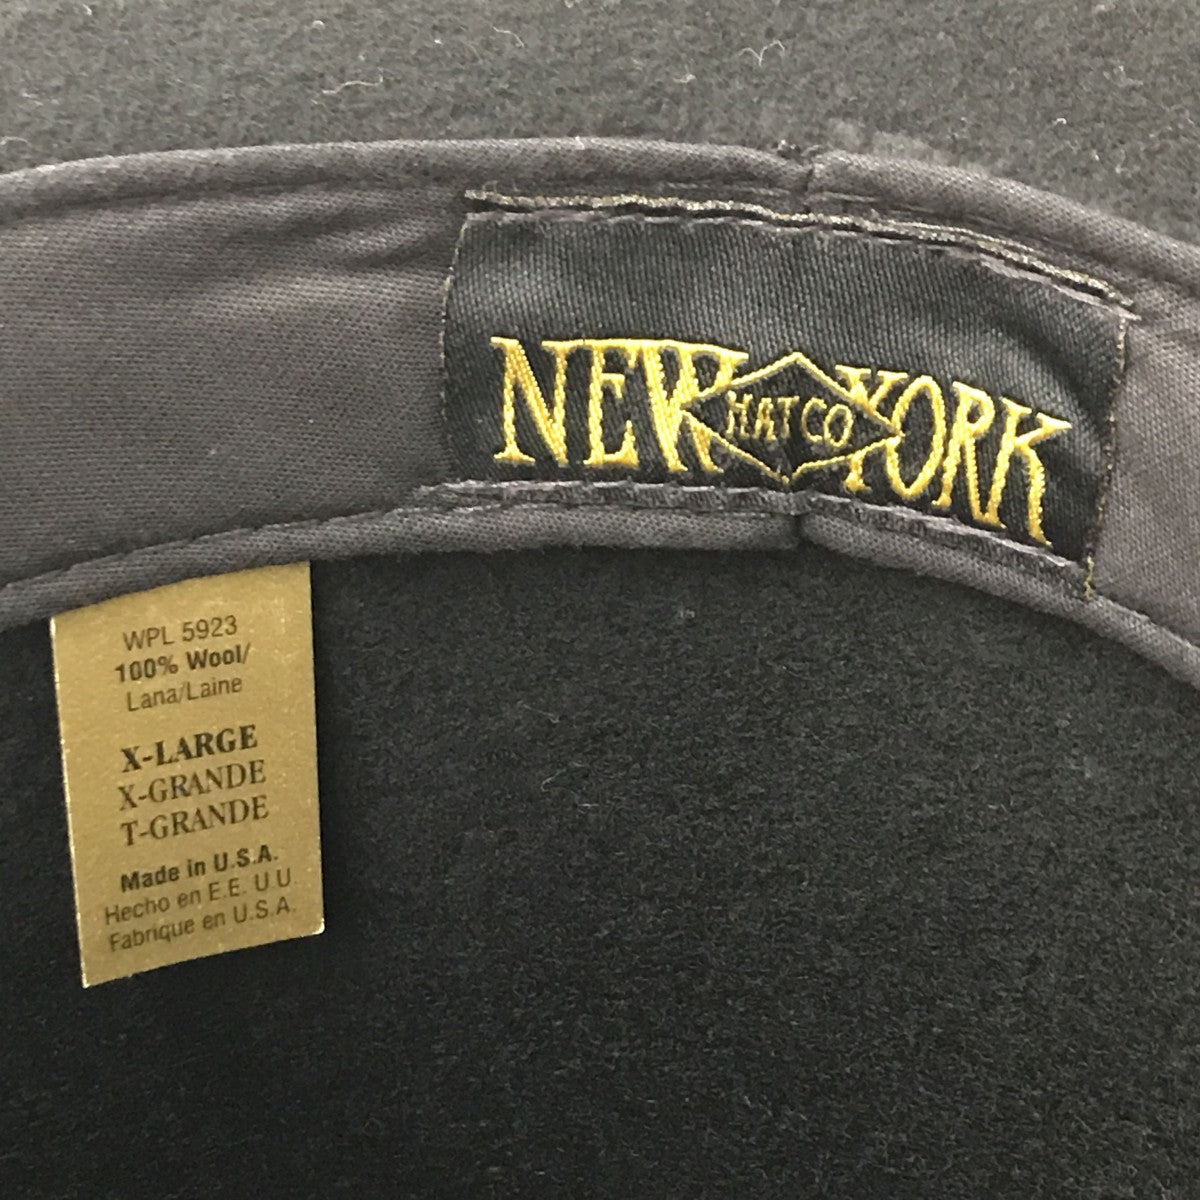 NEW YORK
HAT CO
WPL 5923
100% Wool/
Lana/Laine
X-LARGE
X-GRANDE
T-GRANDE
Made in U.S.A.
Hecho en E.E. U.U.
Fabrique en U.S.A.